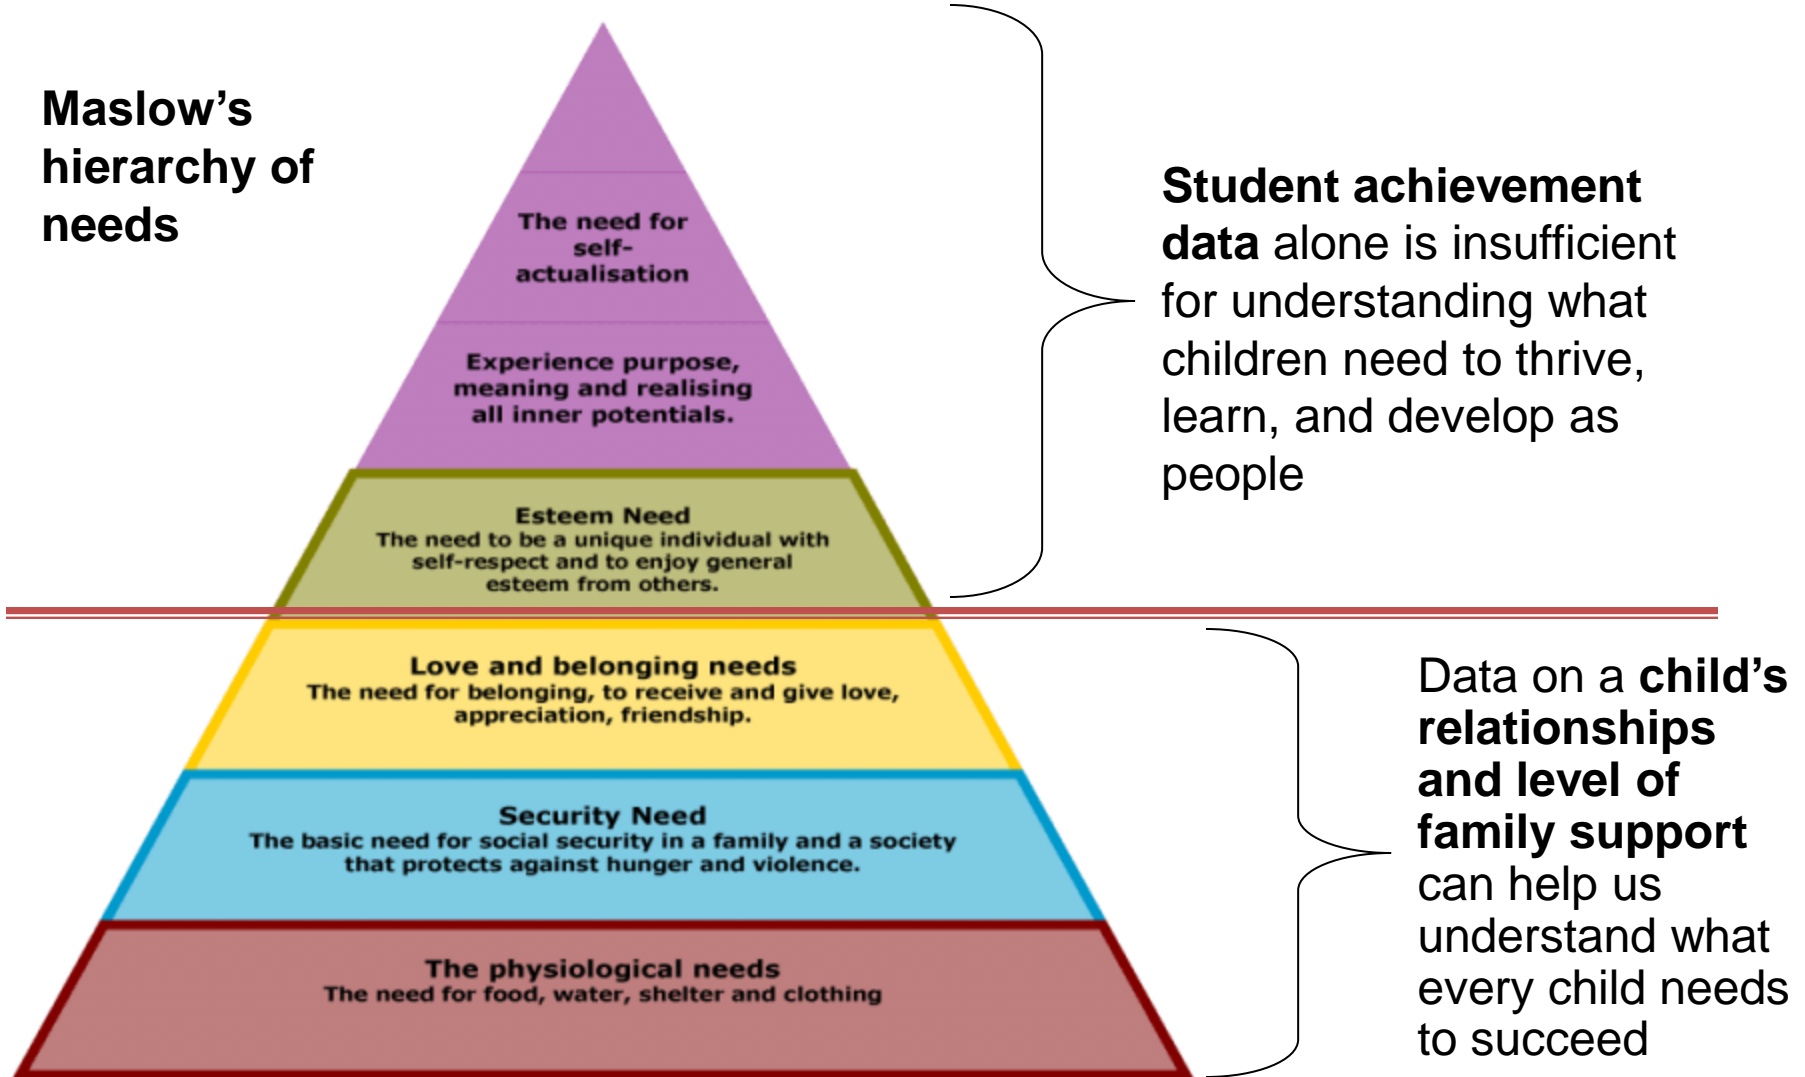 Maslow’s
hierarchy of
needs
The need for
self-
actualisation
Experience purpose,
meaning and realising
all inner potentials.
Esteem Need
The need to be a unique individual with
self-respect and to enjoy general
esteem from others.
Love and belonging needs
The need for belonging, to receive and give love,
appreciation, friendship.
Security Need
The basic need for social security in a family and a society
that protects against hunger and violence.
The physiological needs
The need for food, water, shelter and clothing
Student achievement
data alone is insufficient
for understanding what
children need to thrive,
learn, and develop as
people
Data on a child’s
relationships
and level of
family support
can help us
understand what
every child needs
to succeed